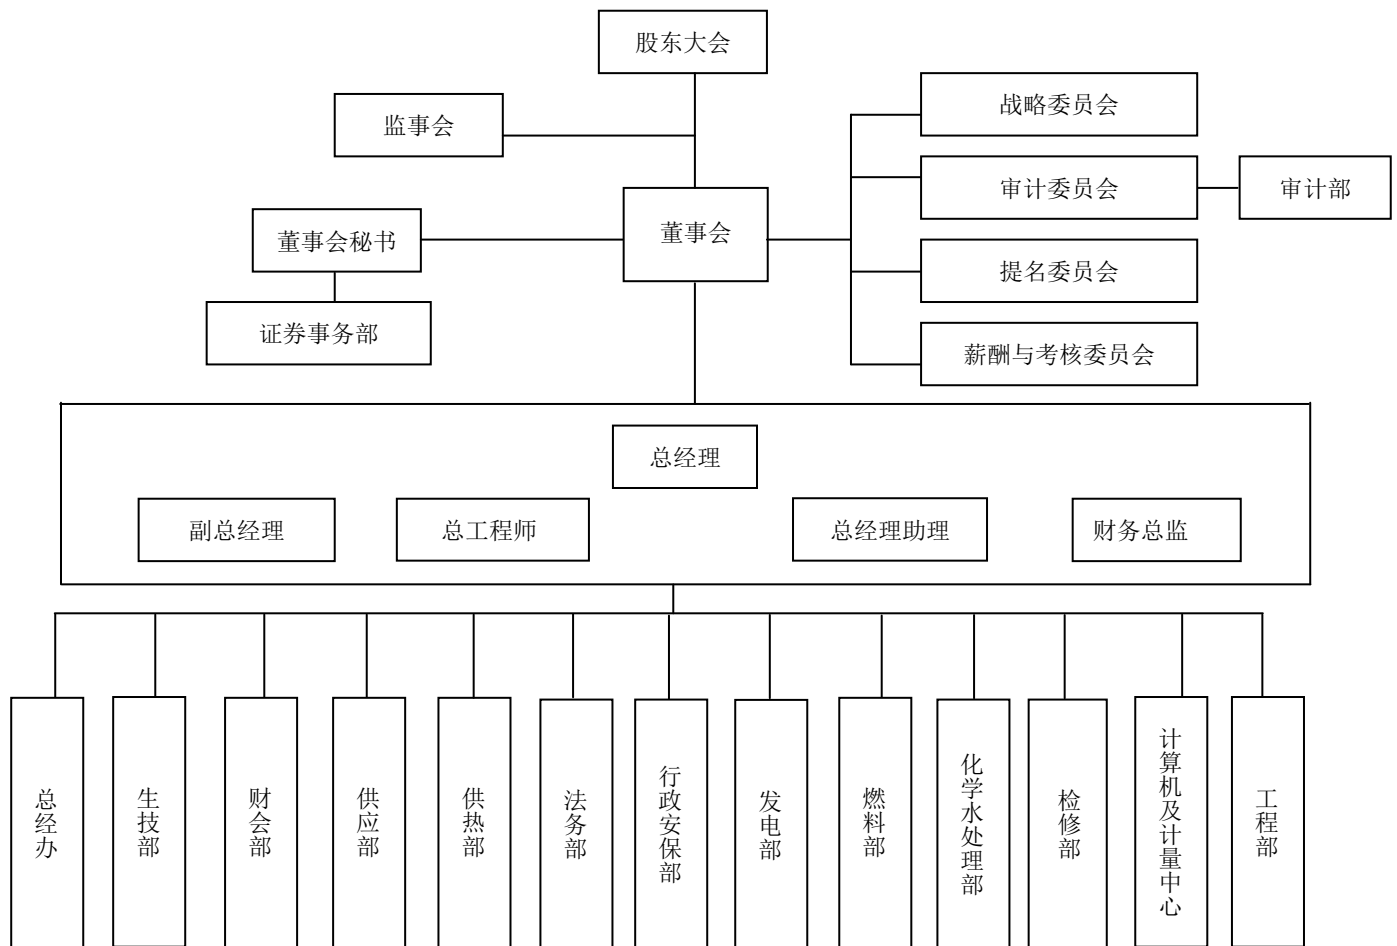 股东大会
监事会
战略委员会
审计委员会
审计部
董事会
董事会秘书
提名委员会
证券事务部
薪酬与考核委员会
总经理
副总经理
总工程师
总经理助理
财务总监
总经办
生技部
财会部
供应部
供热部
法务部
行政安保部
发电部
燃料部
化学水处理部
检修部
计算机及计量中心
工程部